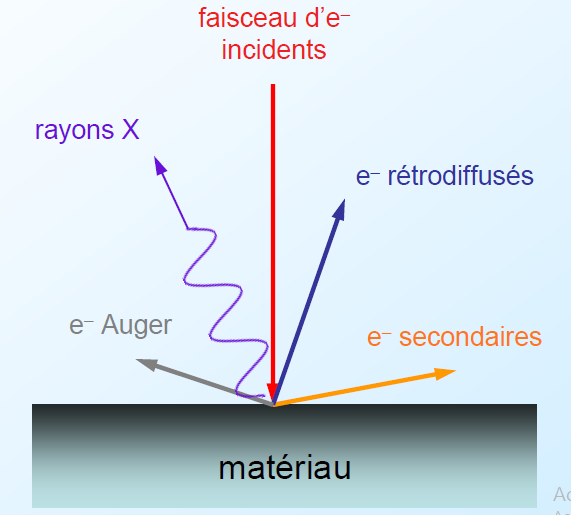 faisceau d'e–
incidents
rayons X
e– rétrodiffusés
e– Auger
e– secondaires
matériau